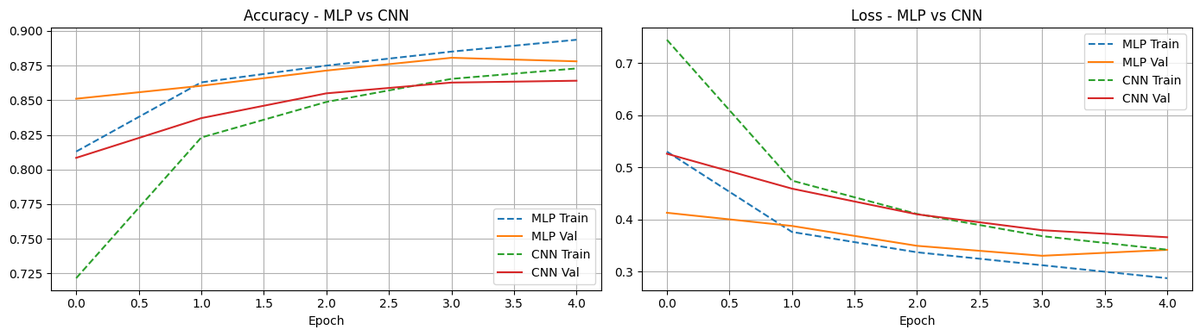 Accuracy - MLP vs CNN
0.900
0.875
0.850
0.825
0.800
0.775
0.750
0.725
MLP Train
MLP Val
CNN Train
CNN Val
0.0 0.5 1.0 1.5 2.0 2.5 3.0 3.5 4.0
Epoch
Loss - MLP vs CNN
0.7
0.6
0.5
0.4
0.3
MLP Train
MLP Val
CNN Train
CNN Val
0.0 0.5 1.0 1.5 2.0 2.5 3.0 3.5 4.0
Epoch